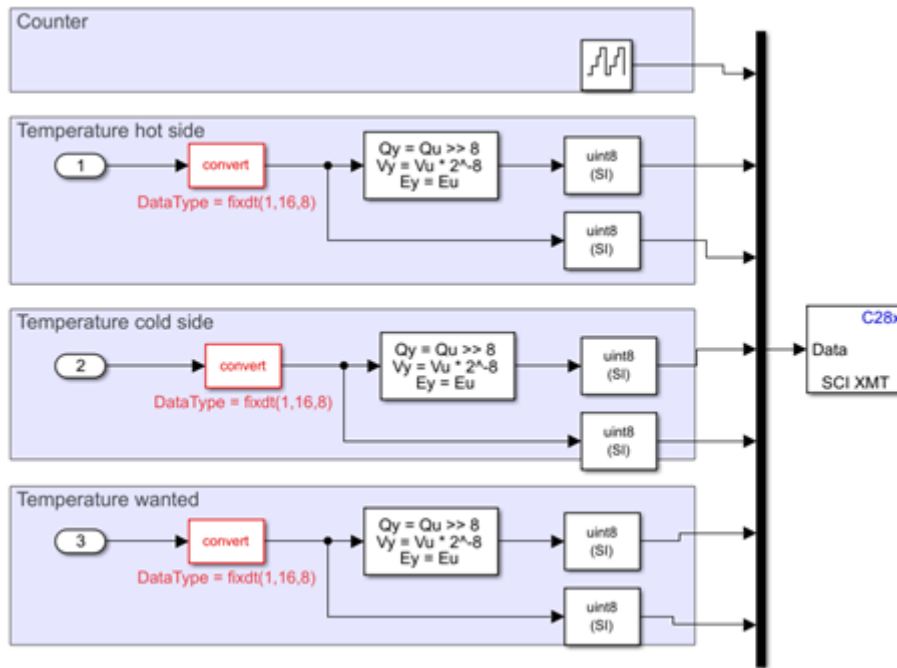 Counter
Temperature hot side
1
convert
DataType = fixdt(1,16,8)
Qy = Qu >> 8
Vy = Vu * 2^-8
Ey = Eu
uint8
(SI)
uint8
(SI)
Temperature cold side
2
convert
DataType = fixdt(1,16,8)
Qy = Qu >> 8
Vy = Vu * 2^-8
Ey = Eu
uint8
(SI)
uint8
(SI)
C28x
Data
SCI XMT
Temperature wanted
3
convert
DataType = fixdt(1,16,8)
Qy = Qu >> 8
Vy = Vu * 2^-8
Ey = Eu
uint8
(SI)
uint8
(SI)